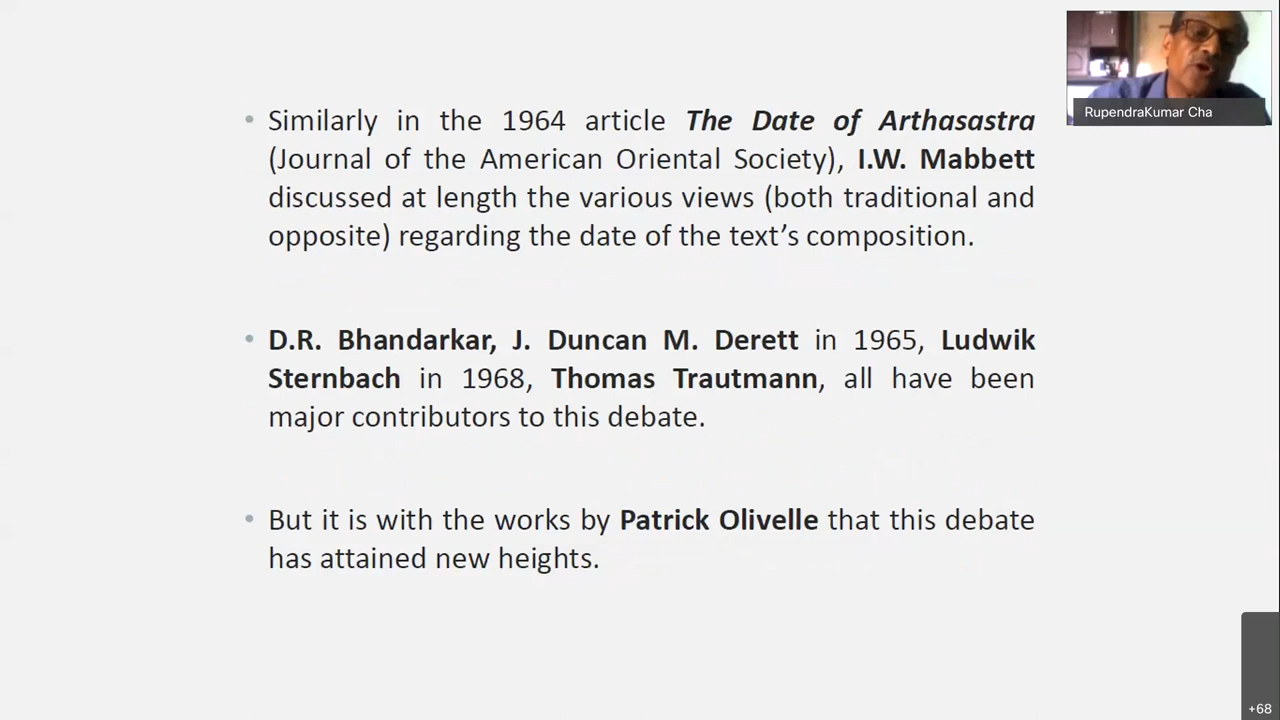 • Similarly in the 1964 article The Date of Arthasastra
(Journal of the American Oriental Society), I.W. Mabbett
discussed at length the various views (both traditional and
opposite) regarding the date of the text's composition.
• D.R. Bhandarkar, J. Duncan M. Derett in 1965, Ludwik
Sternbach in 1968, Thomas Trautmann, all have been
major contributors to this debate.
• But it is with the works by Patrick Olivelle that this debate
has attained new heights.
RupendraKumar Cha
+68